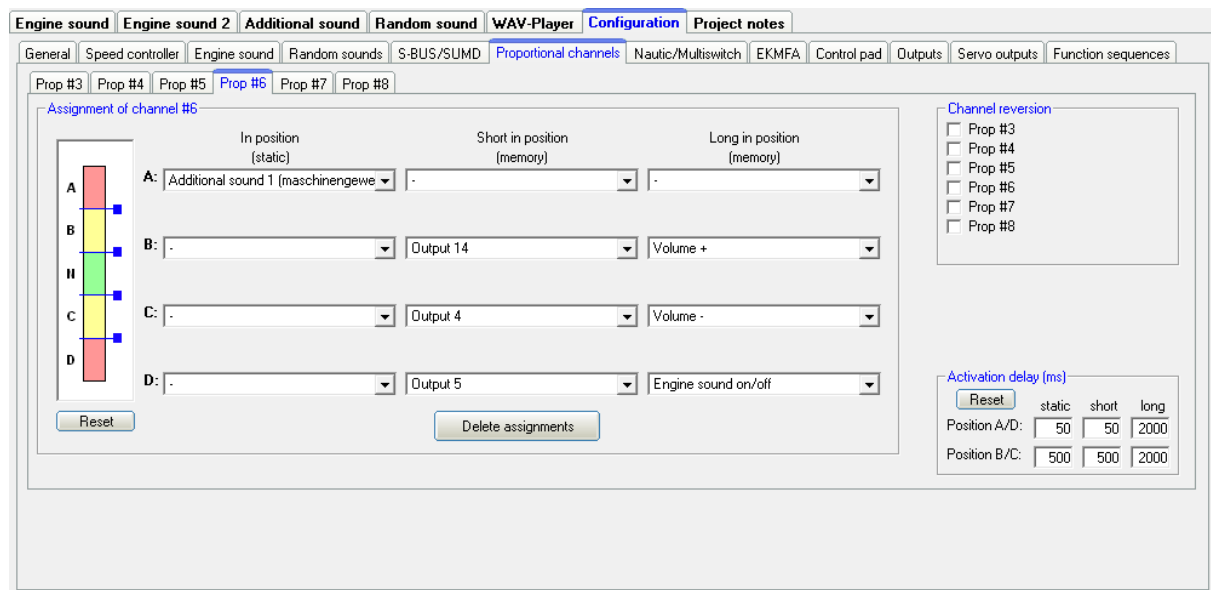 Engine sound Engine sound 2 Additional sound Random sound WAV-Player Configuration Project notes
General Speed controller Engine sound Random sounds S-BUS/SUMD Proportional channels Nautic/Multiswitch EKMFA Control pad Outputs Servo outputs Function sequences
Prop #3 Prop #4 Prop #5 Prop #6 Prop #7 Prop #8
Assignment of channel #6
In position (static)
Short in position (memory)
Long in position (memory)
A
B
N
C
D
A: Additional sound 1 (maschinengewe - -
B: - Output 14 Volume +
C: - Output 4 Volume -
D: - Output 5 Engine sound on/off
Reset
Delete assignments
Channel reversion
Prop #3
Prop #4
Prop #5
Prop #6
Prop #7
Prop #8
Activation delay (ms)
Reset static short long
Position A/D: 50 50 2000
Position B/C: 500 500 2000